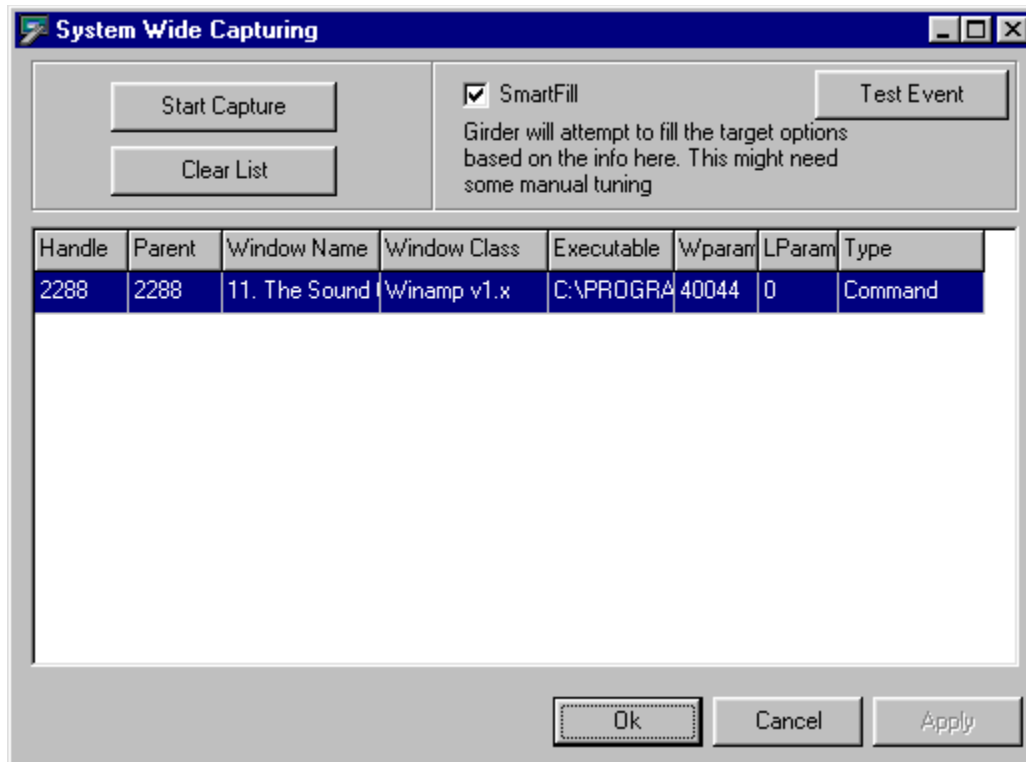 System Wide Capturing
Start Capture
Clear List
SmartFill
Test Event
Girder will attempt to fill the target options
based on the info here. This might need
some manual tuning
Handle Parent Window Name Window Class Executable Wparam LParam Type
2288 2288 11. The Sound Winamp v1.x C:\PROGRA 40044 0 Command
Ok Cancel Apply